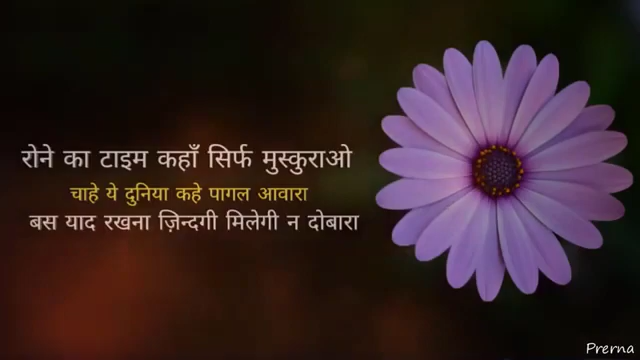 रोने का टाइम कहाँ सिर्फ मुस्कुराओ
चाहे ये दुनिया कहे पागल आवारा
बस याद रखना ज़िन्दगी मिलेगी न दोबारा
Prerna